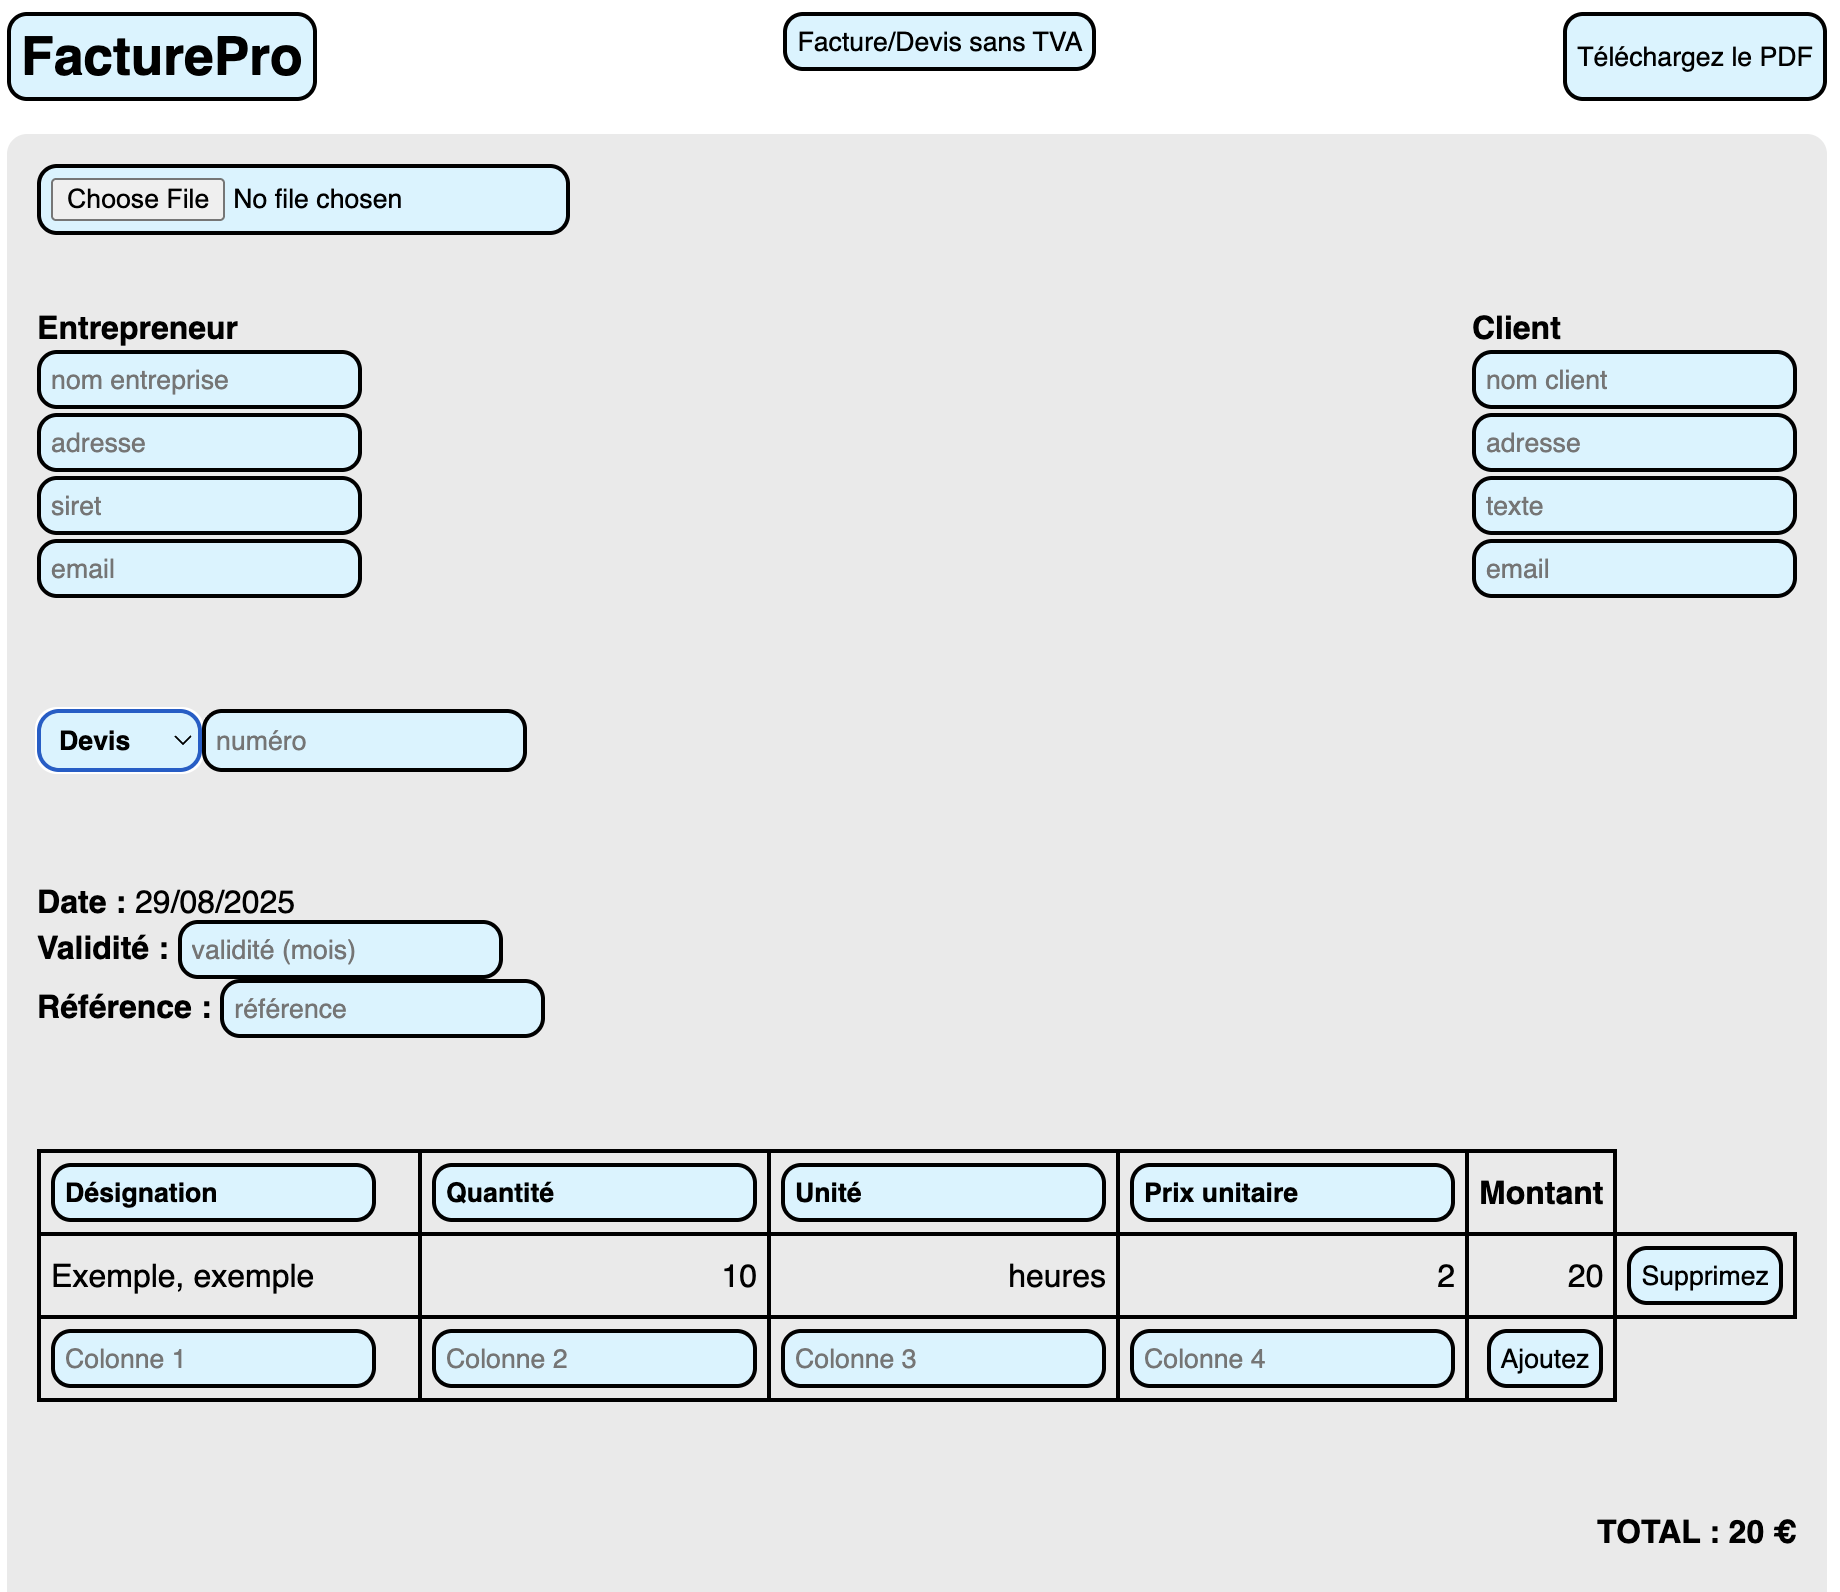 FacturePro
Facture/Devis sans TVA
Téléchargez le PDF
Choose File No file chosen
Entrepreneur
nom entreprise
adresse
siret
email
Client
nom client
adresse
texte
email
Devis numéro
Date : 29/08/2025
Validité : validité (mois)
Référence : référence
Désignation Quantité Unité Prix unitaire Montant
Exemple, exemple 10 heures 2 20 Supprimez
Colonne 1 Colonne 2 Colonne 3 Colonne 4 Ajoutez
TOTAL : 20 €